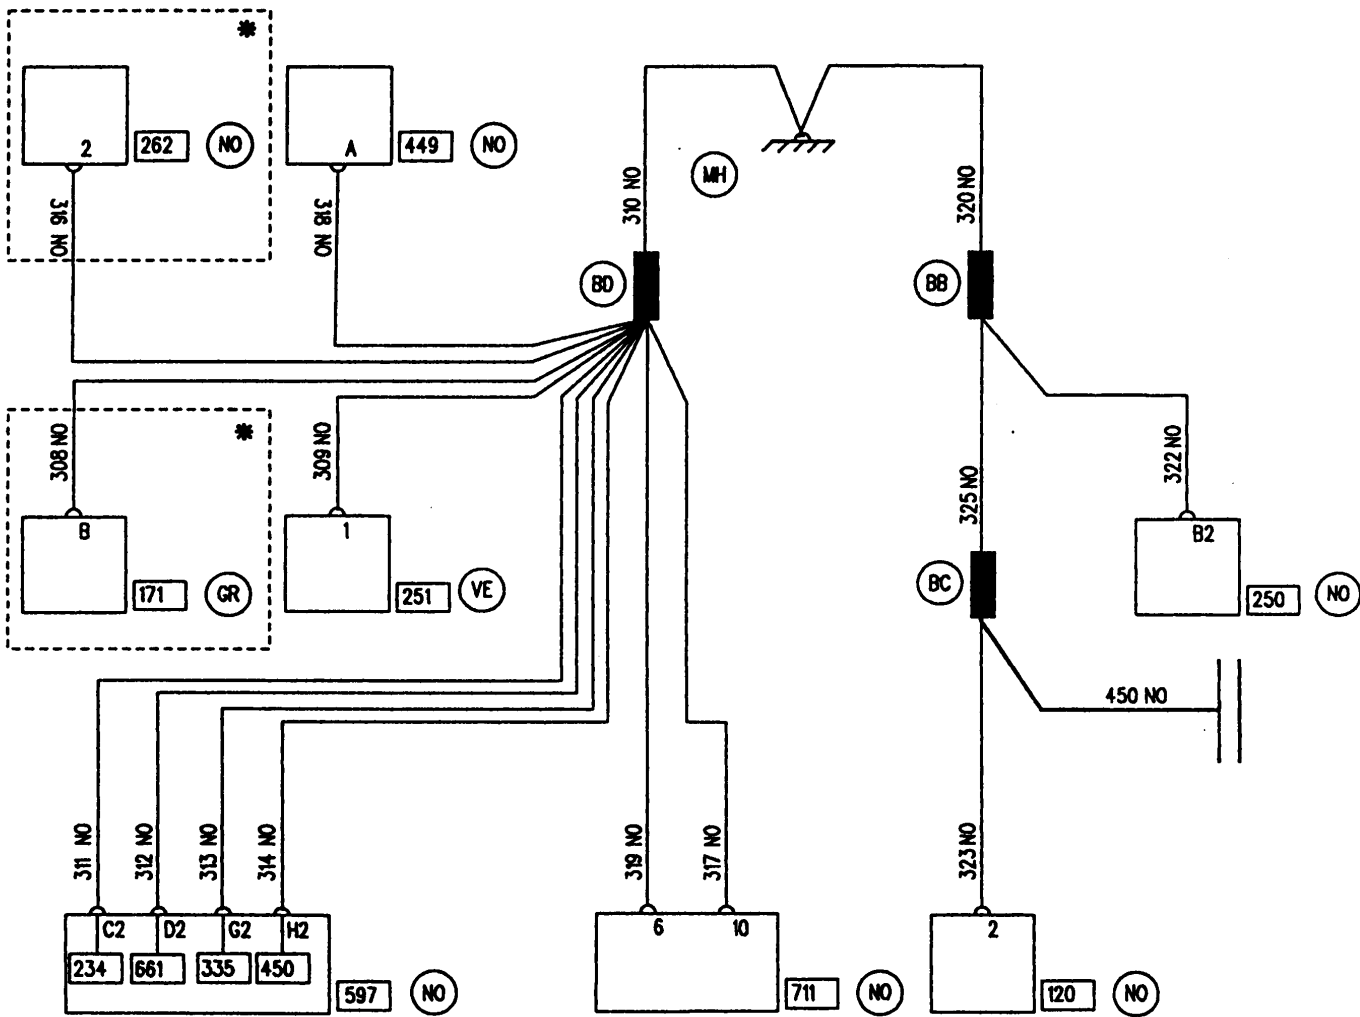 *
2
262
NO
A
449
NO
316 NO
318 NO
310 NO
MH
320 NO
BD
BB
*
308 NO
309 NO
B
171
GR
1
251
VE
325 NO
322 NO
BC
B2
250
NO
450 NO
311 NO
312 NO
313 NO
314 NO
319 NO
317 NO
323 NO
C2
D2
G2
H2
234
661
335
450
597
NO
6
10
711
NO
2
120
NO